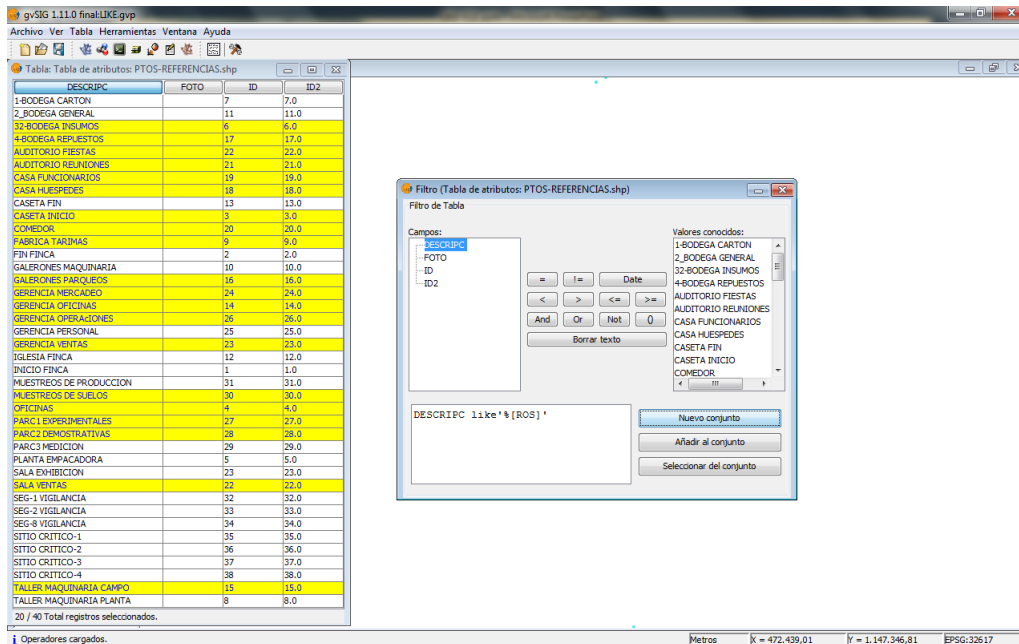 gvSIG 1.11.0 final:LIKE.gvp
Archivo Ver Tabla Herramientas Ventana Ayuda
Tabla: Tabla de atributos: PTOS-REFERENCIAS.shp
DESCRIPC FOTO ID ID2
1-BODEGA CARTON 7 7.0
2_BODEGA GENERAL 11 11.0
32-BODEGA INSUMOS 6 6.0
4-BODEGA REPUESTOS 17 17.0
AUDITORIO FIESTAS 22 22.0
AUDITORIO REUNIONES 21 21.0
CASA FUNCIONARIOS 19 19.0
CASA HUESPEDES 18 18.0
CASETA FIN 13 13.0
CASETA INICIO 3 3.0
COMEDOR 20 20.0
FABRICA TARIMAS 9 9.0
FIN FINCA 2 2.0
GALERONES MAQUINARIA 10 10.0
GALERONES PARQUEOS 16 16.0
GERENCIA MERCADEO 24 24.0
GERENCIA OFICINAS 14 14.0
GERENCIA OPERAcIONES 26 26.0
GERENCIA PERSONAL 25 25.0
GERENCIA VENTAS 23 23.0
IGLESIA FINCA 12 12.0
INICIO FINCA 1 1.0
MUESTREOS DE PRODUCCION 31 31.0
MUESTREOS DE SUELOS 30 30.0
OFICINAS 4 4.0
PARC1 EXPERIMENTALES 27 27.0
PARC2 DEMOSTRATIVAS 28 28.0
PARC3 MEDICION 29 29.0
PLANTA EMPACADORA 5 5.0
SALA EXHIBICION 23 23.0
SALA VENTAS 22 22.0
SEG-1 VIGILANCIA 32 32.0
SEG-2 VIGILANCIA 33 33.0
SEG-8 VIGILANCIA 34 34.0
SITIO CRITICO-1 35 35.0
SITIO CRITICO-2 36 36.0
SITIO CRITICO-3 37 37.0
SITIO CRITICO-4 38 38.0
TALLER MAQUINARIA CAMPO 15 15.0
TALLER MAQUINARIA PLANTA 8 8.0
20 / 40 Total registros seleccionados.
Filtro (Tabla de atributos: PTOS-REFERENCIAS.shp)
Filtro de Tabla
Campos:
DESCRIPC
FOTO
ID
ID2
= != Date
< > <= >=
And Or Not ()
Borrar texto
Valores conocidos:
1-BODEGA CARTON
2_BODEGA GENERAL
32-BODEGA INSUMOS
4-BODEGA REPUESTOS
AUDITORIO FIESTAS
AUDITORIO REUNIONES
CASA FUNCIONARIOS
CASA HUESPEDES
CASETA FIN
CASETA INICIO
COMEDOR
DESCRIPC like'%[ROS]'
Nuevo conjunto
Añadir al conjunto
Seleccionar del conjunto
Operadores cargados.
Metros X = 472.439,01 Y = 1.147.346,81 EPSG:32617